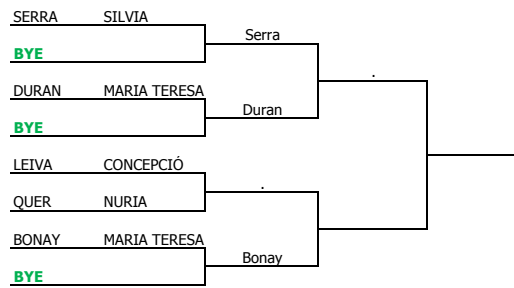 SERRA SILVIA
Serra
BYE
.
DURAN MARIA TERESA
Duran
BYE
LEIVA CONCEPCIÓ
.
QUER NURIA
BONAY MARIA TERESA
Bonay
BYE